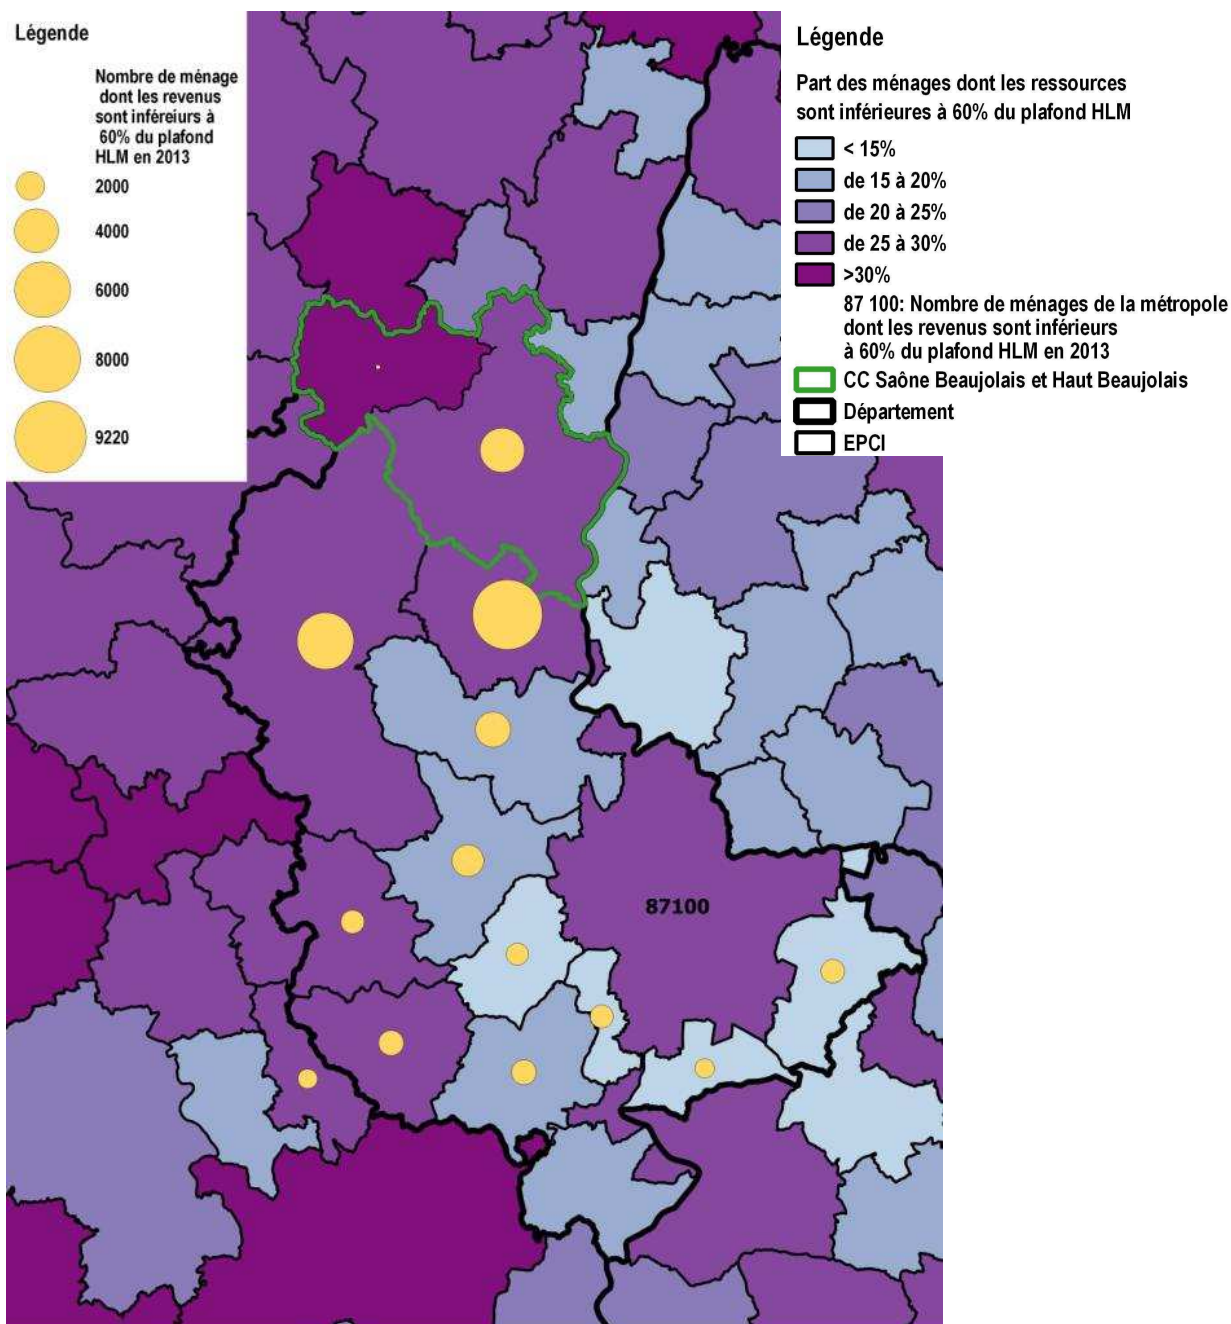 Légende
Nombre de ménage
dont les revenus
sont inféreiurs à
60% du plafond
HLM en 2013
2000
4000
6000
8000
9220
Légende
Part des ménages dont les ressources
sont inférieures à 60% du plafond HLM
< 15%
de 15 à 20%
de 20 à 25%
de 25 à 30%
>30%
87 100: Nombre de ménages de la métropole
dont les revenus sont inférieurs
à 60% du plafond HLM en 2013
CC Saône Beaujolais et Haut Beaujolais
Département
EPCI
87100